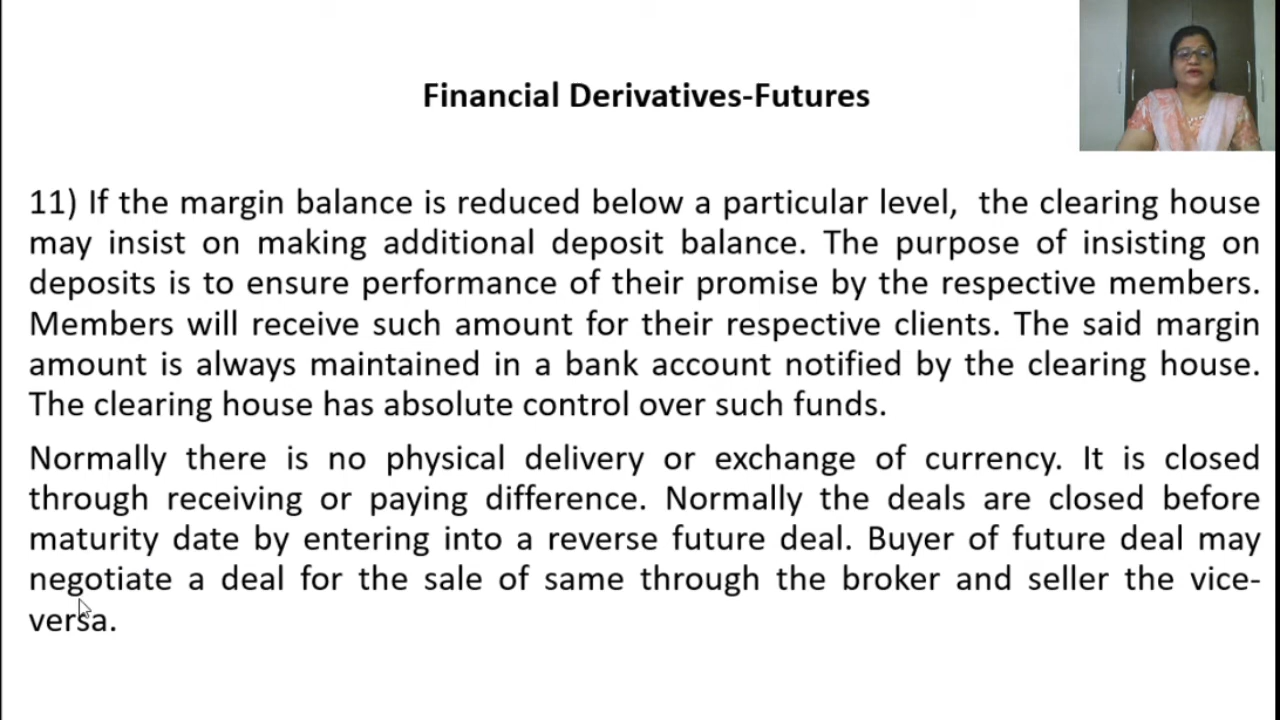 Financial Derivatives-Futures
11) If the margin balance is reduced below a particular level, the clearing house
may insist on making additional deposit balance. The purpose of insisting on
deposits is to ensure performance of their promise by the respective members.
Members will receive such amount for their respective clients. The said margin
amount is always maintained in a bank account notified by the clearing house.
The clearing house has absolute control over such funds.
Normally there is no physical delivery or exchange of currency. It is closed
through receiving or paying difference. Normally the deals are closed before
maturity date by entering into a reverse future deal. Buyer of future deal may
negotiate a deal for the sale of same through the broker and seller the vice-
versa.